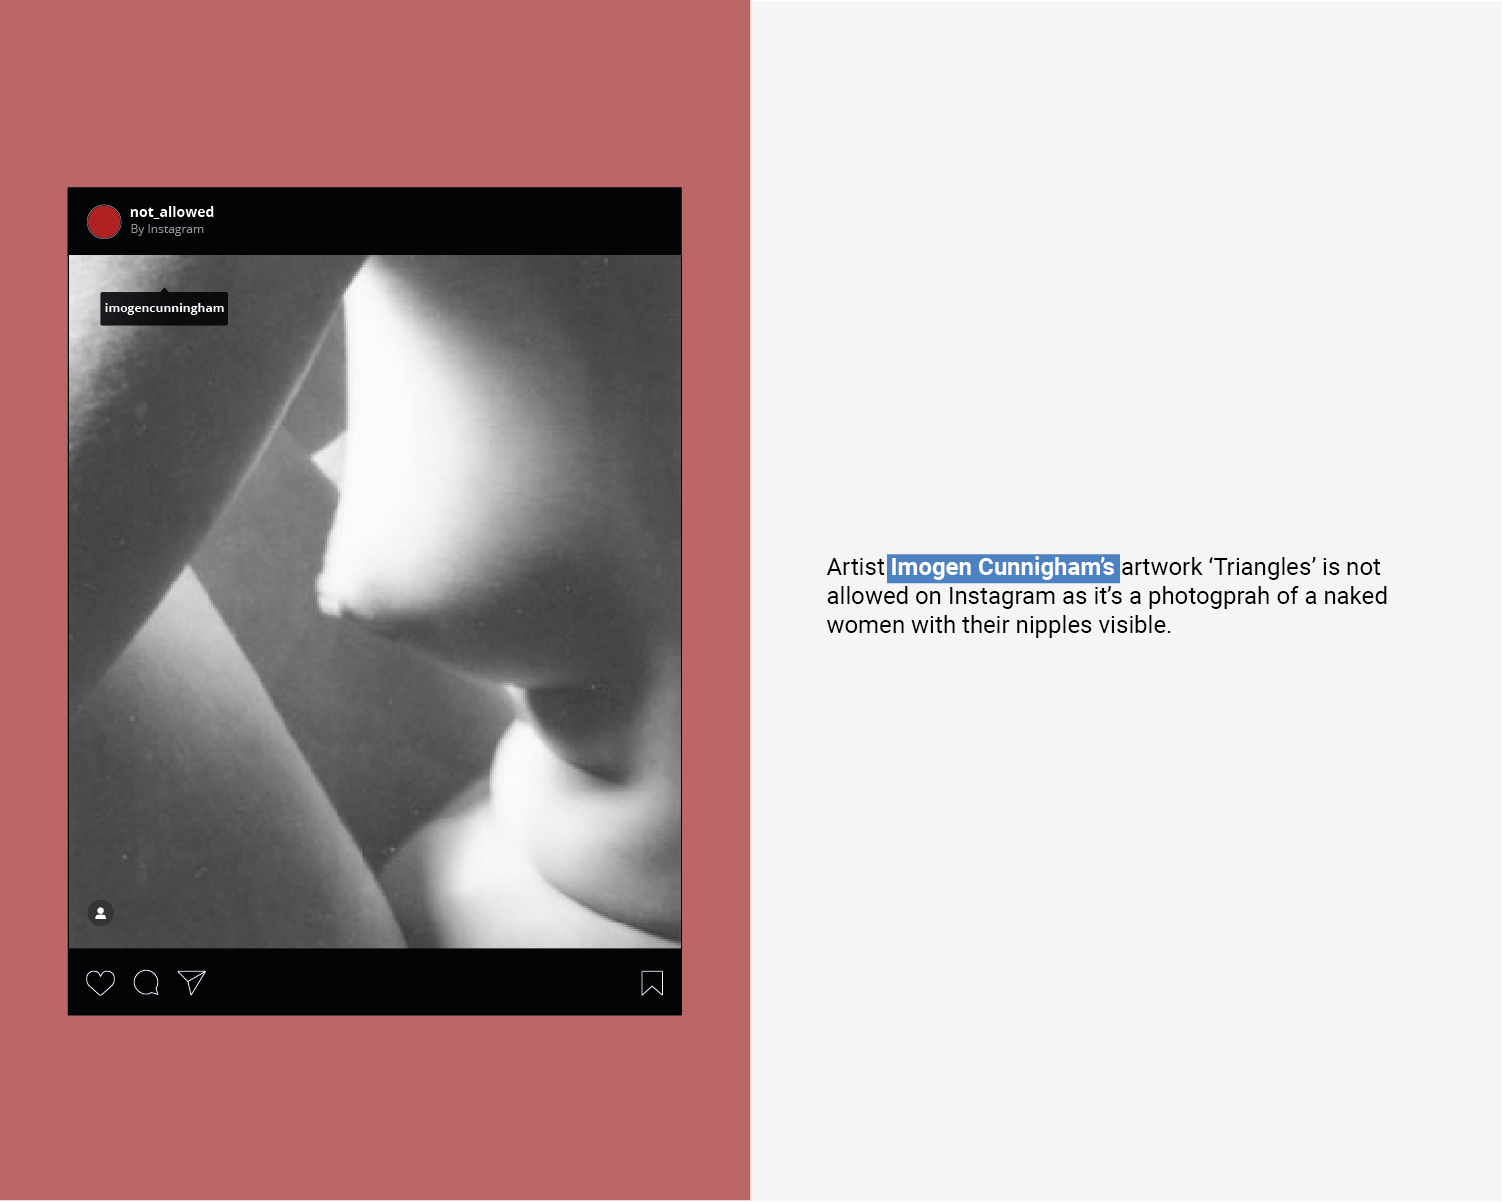 not_allowed
By Instagram
imogencunningham
Artist Imogen Cunnigham’s artwork ‘Triangles’ is not
allowed on Instagram as it’s a photogprah of a naked
women with their nipples visible.